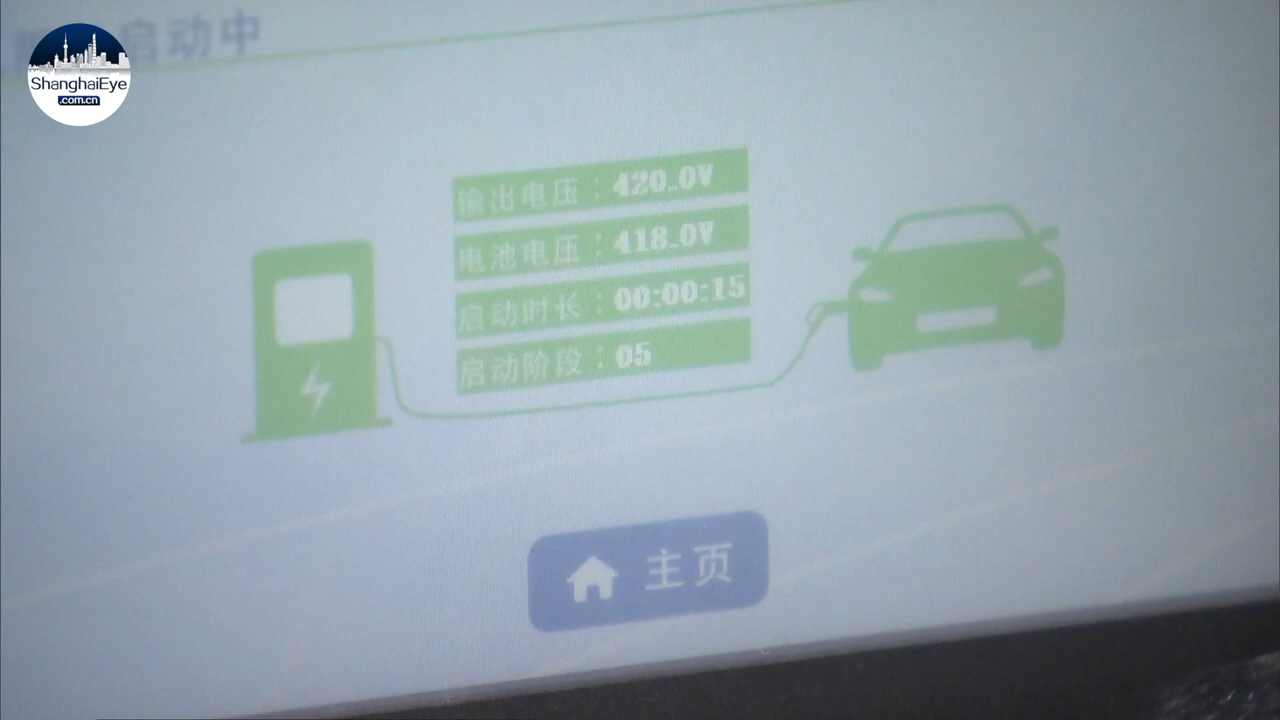 启动中
ShanghaiEye
.com.cn
输出电压：420.0V
电池电压：418.0V
启动时长：00:00:15
启动阶段：05
主页